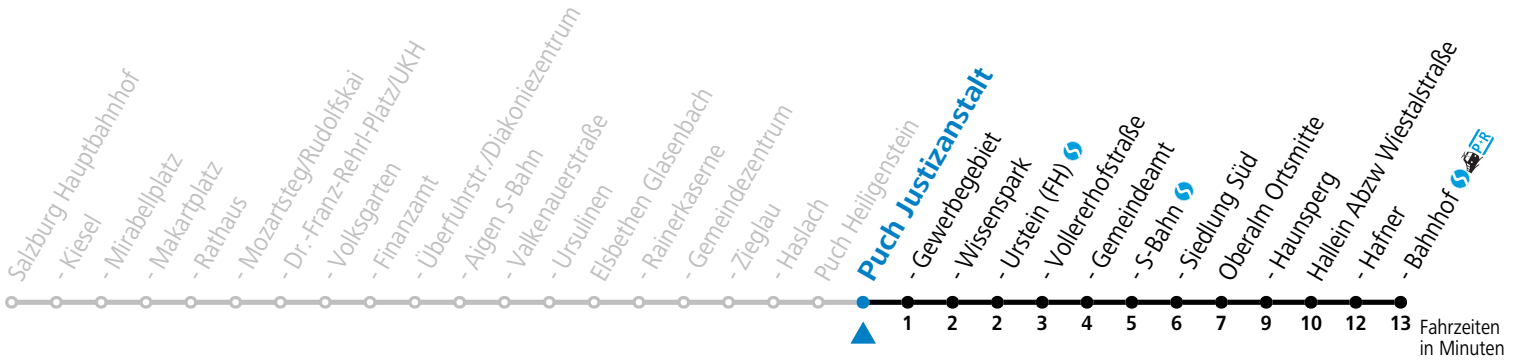 Salzburg Hauptbahnhof
- Kiesel
- Mirabellplatz
- Makartplatz
- Rathaus
- Mozartsteg/Rudolfskai
- Dr.-Franz-Rehrl-Platz/UKH
- Volksgarten
- Finanzamt
- Überfuhrstr./Diakoniezentrum
- Aigen S-Bahn
- Valkenauerstraße
- Ursulinen
Elsbethen Glasenbach
- Rainerkaserne
- Gemeindezentrum
- Zieglau
- Haslach
Puch Heiligenstein
Puch Justizanstalt
- Gewerbegebiet
- Wissenspark
- Urstein (FH)
- Vollererhofstraße
- Gemeindeamt
- S-Bahn
- Siedlung Süd
Oberalm Ortsmitte
- Haunsperg
Hallein Abzw Wiestalstraße
- Hafner
- Bahnhof
P+R
1 2 2 3 4 5 6 7 9 10 12 13 Fahrzeiten
in Minuten